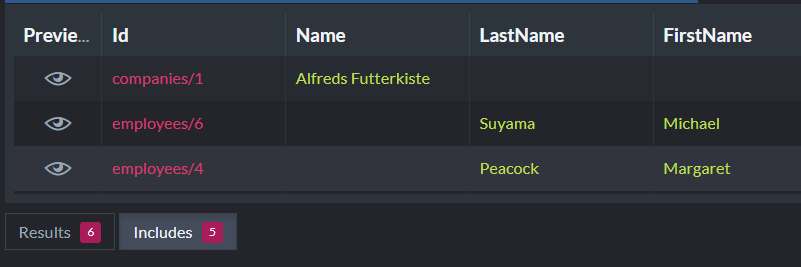 Previe... Id Name LastName FirstName
companies/1 Alfreds Futterkiste
employees/6 Suyama Michael
employees/4 Peacock Margaret
Results 6 Includes 5